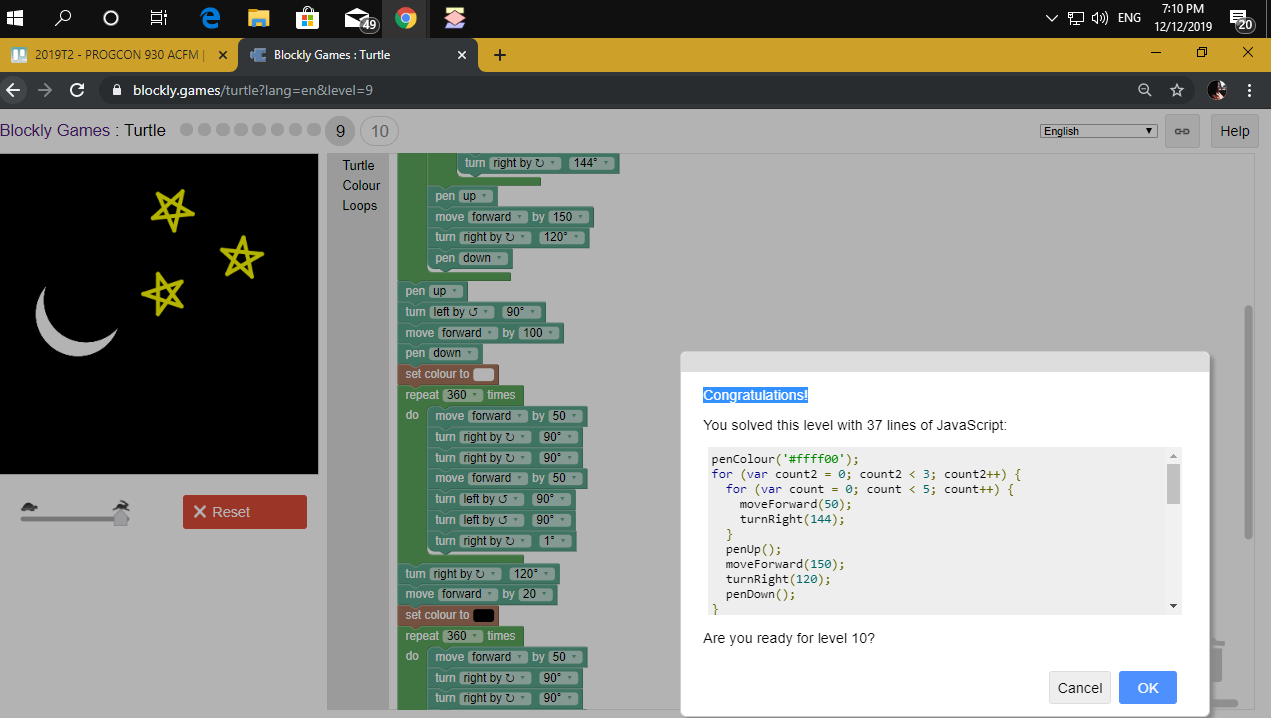 49
ENG
7:10 PM
12/12/2019
20
2019T2 - PROGCON 930 ACFM |
Blockly Games : Turtle
blockly.games/turtle?lang=en&level=9
Blockly Games : Turtle
9
10
English
Help
Turtle
Colour
Loops
turn right by ↻ 144°
pen up
move forward by 150
turn right by ↻ 120°
pen down
pen up
turn left by ↺ 90°
move forward by 100
pen down
set colour to
repeat 360 times
do move forward by 50
turn right by ↻ 90°
turn right by ↻ 90°
move forward by 50
turn left by ↺ 90°
turn left by ↺ 90°
turn right by ↻ 1°
turn right by ↻ 120°
move forward by 20
set colour to
repeat 360 times
do move forward by 50
turn right by ↻ 90°
turn right by ↻ 90°
Reset
Congratulations!
You solved this level with 37 lines of JavaScript:
penColour('#ffff00');
for (var count2 = 0; count2 < 3; count2++) {
for (var count = 0; count < 5; count++) {
moveForward(50);
turnRight(144);
}
penUp();
moveForward(150);
turnRight(120);
penDown();
}
Are you ready for level 10?
Cancel
OK